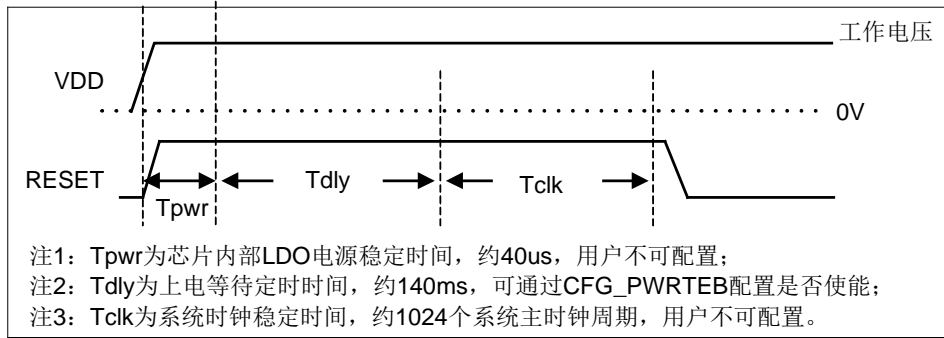 工作电压
VDD
0V
RESET
Tdly
Tclk
Tpwr
注1：Tpwr为芯片内部LDO电源稳定时间，约40us，用户不可配置；
注2：Tdly为上电等待定时时间，约140ms，可通过CFG_PWRTEB配置是否使能；
注3：Tclk为系统时钟稳定时间，约1024个系统主时钟周期，用户不可配置。